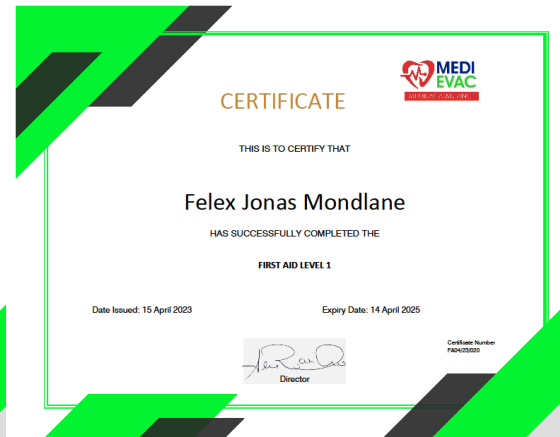 MEDI
EVAC
CERTIFICATE
THIS IS TO CERTIFY THAT
Felex Jonas Mondlane
HAS SUCCESSFULLY COMPLETED THE
FIRST AID LEVEL 1
Date Issued: 15 April 2023
Expiry Date: 14 April 2025
Certificate Number
FA04/23/020
Director